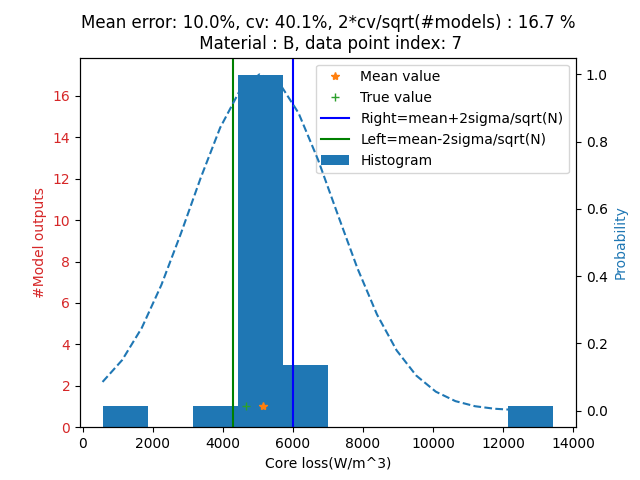 Mean error: 10.0%, cv: 40.1%, 2*cv/sqrt(#models) : 16.7 %
Material : B, data point index: 7
Mean value
True value
Right=mean+2sigma/sqrt(N)
Left=mean-2sigma/sqrt(N)
Histogram
#Model outputs
16
14
12
10
8
6
4
2
0
1.0
0.8
0.6
0.4
0.2
0.0
Probability
0 2000 4000 6000 8000 10000 12000 14000
Core loss(W/m^3)